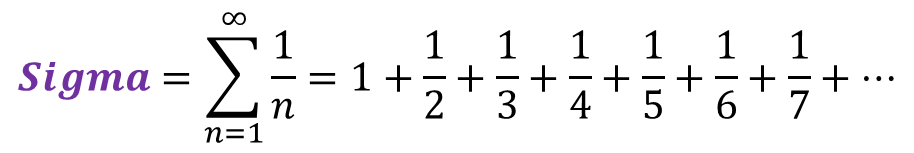 Sigma = ∑_{n=1}^{∞} 1/n = 1 + 1/2 + 1/3 + 1/4 + 1/5 + 1/6 + 1/7 + ⋯